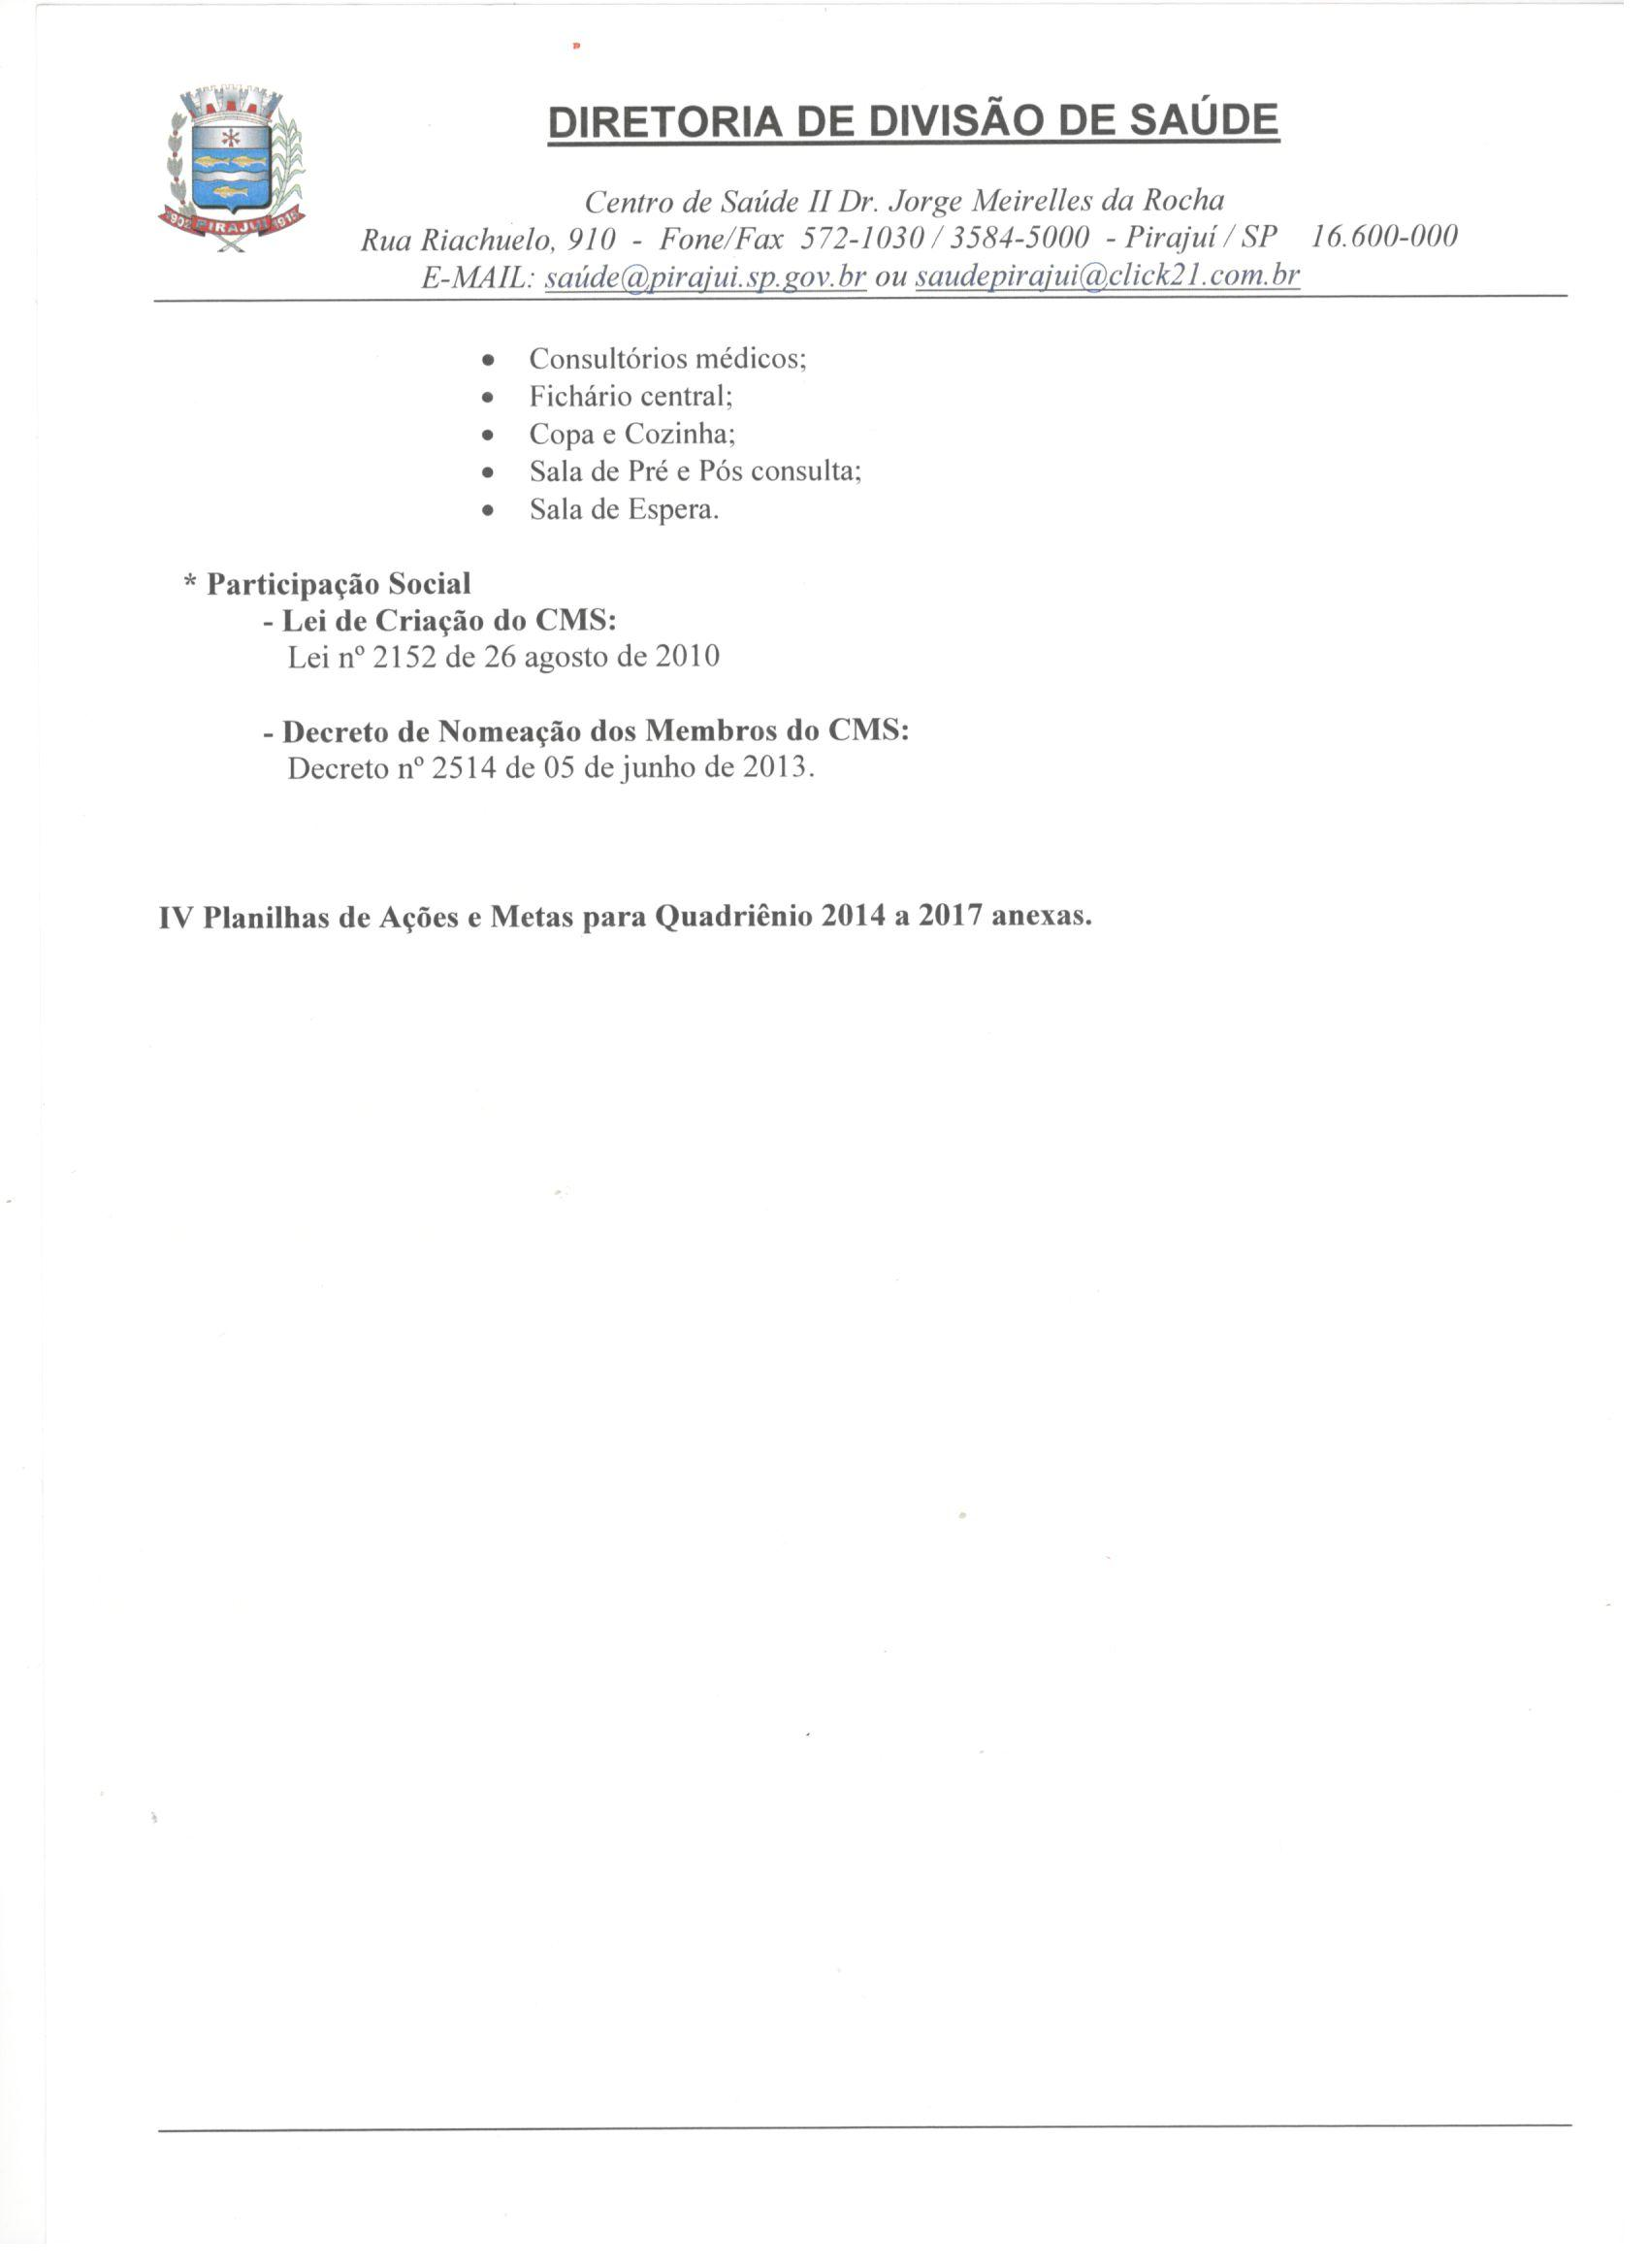 DIRETORIA DE DIVISÃO DE SAÚDE
Centro de Saúde II Dr. Jorge Meirelles da Rocha
Rua Riachuelo, 910 - Fone/Fax 572-1030 / 3584-5000 - Pirajuí / SP 16.600-000
E-MAIL: saúde@pirajui.sp.gov.br ou saudepirajui@click21.com.br
PIRAJUI
• Consultórios médicos;
• Fichário central;
• Copa e Cozinha;
• Sala de Pré e Pós consulta;
• Sala de Espera.
* Participação Social
- Lei de Criação do CMS:
Lei nº 2152 de 26 agosto de 2010
- Decreto de Nomeação dos Membros do CMS:
Decreto nº 2514 de 05 de junho de 2013.
IV Planilhas de Ações e Metas para Quadriênio 2014 a 2017 anexas.